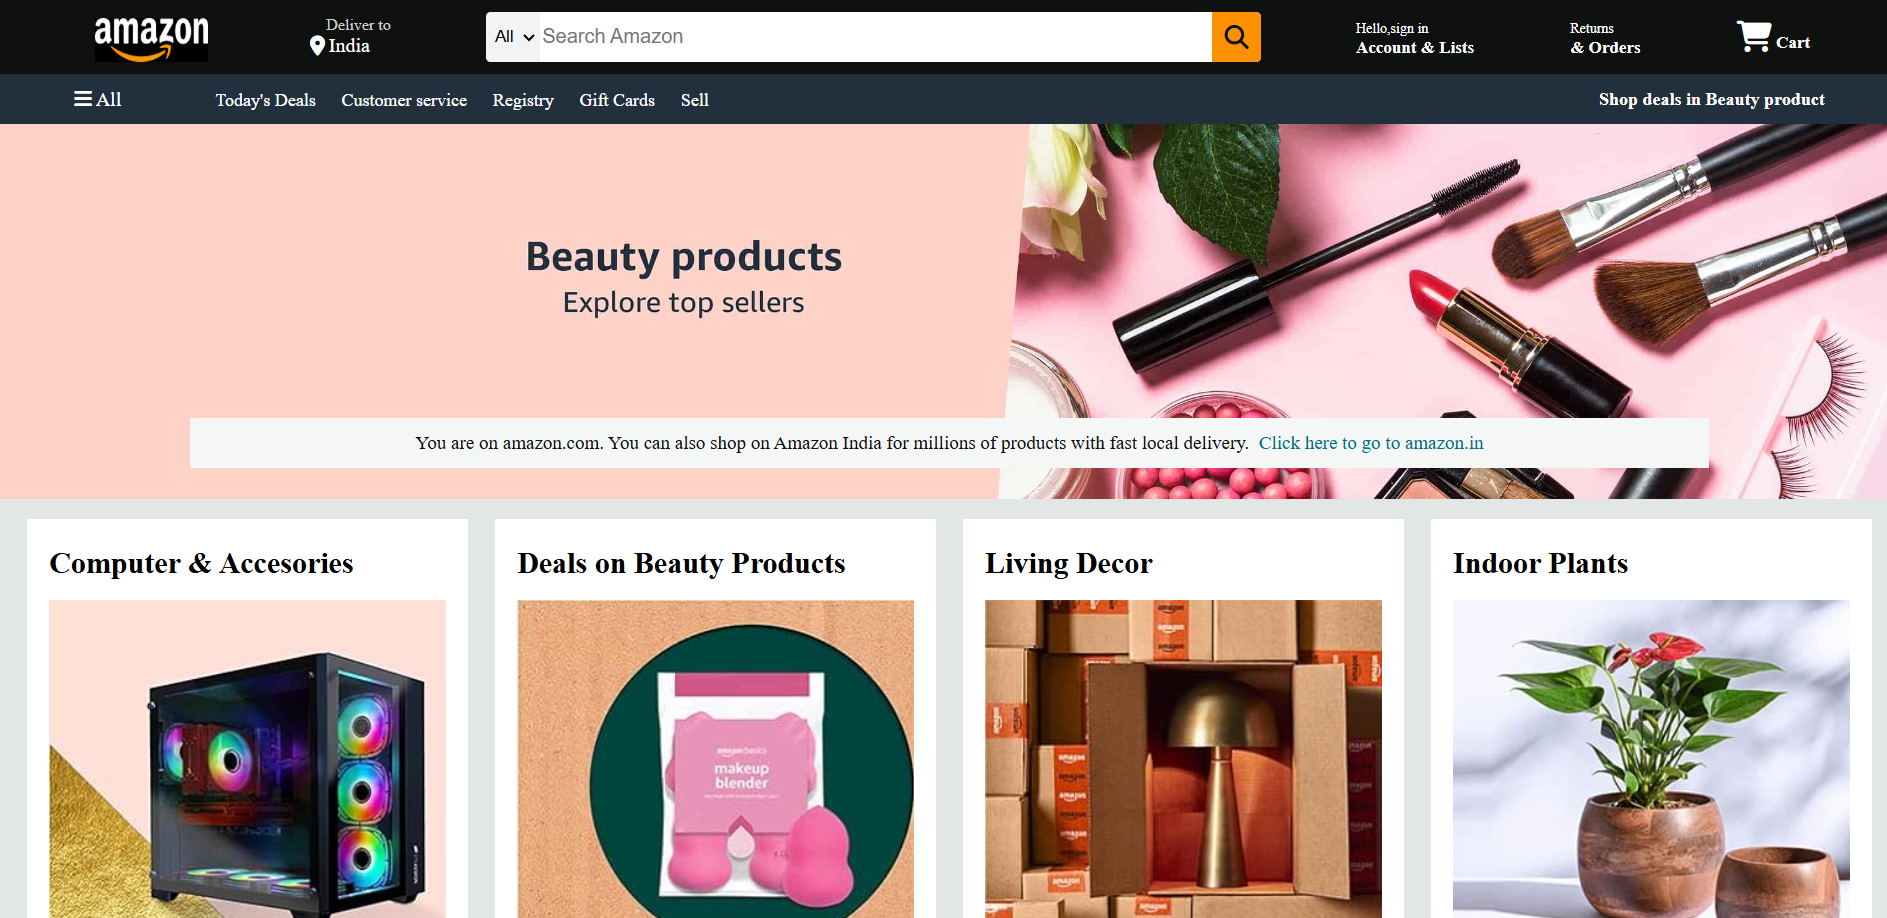 amazon
Deliver to
India
All
Search Amazon
Hello,sign in
Account & Lists
Returns
& Orders
Cart
All
Today's Deals
Customer service
Registry
Gift Cards
Sell
Shop deals in Beauty product
Beauty products
Explore top sellers
You are on amazon.com. You can also shop on Amazon India for millions of products with fast local delivery. Click here to go to amazon.in
Computer & Accesories
Deals on Beauty Products
Living Decor
Indoor Plants
amazon basics
makeup
blender